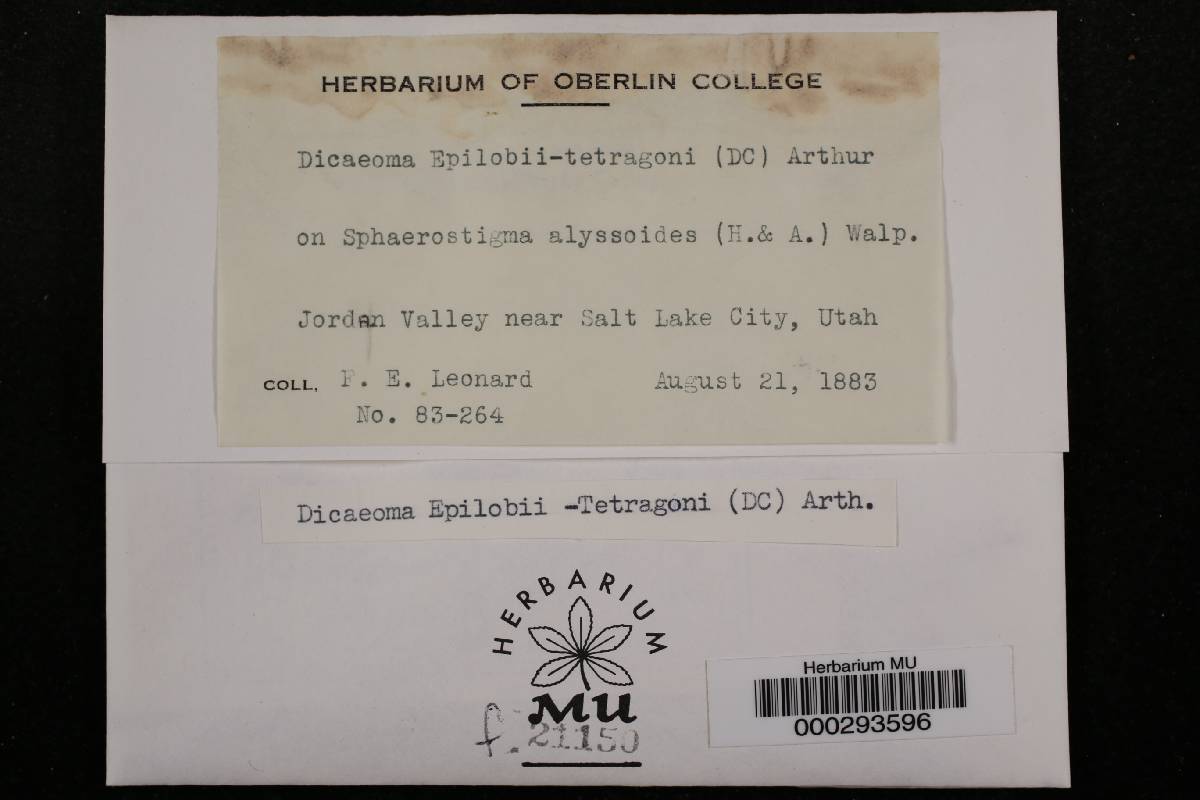 HERBARIUM OF OBERLIN COLLEGE
Dicaeoma Epilobii-tetragoni (DC) Arthur
on Sphaerostigma alyssoides (H.& A.) Walp.
Jordan Valley near Salt Lake City, Utah
COLL. F. E. Leonard August 21, 1883
No. 83-264
Dicaeoma Epilobii -Tetragoni (DC) Arth.
HERBARIUM
MU
f. 21150
Herbarium MU
000293596